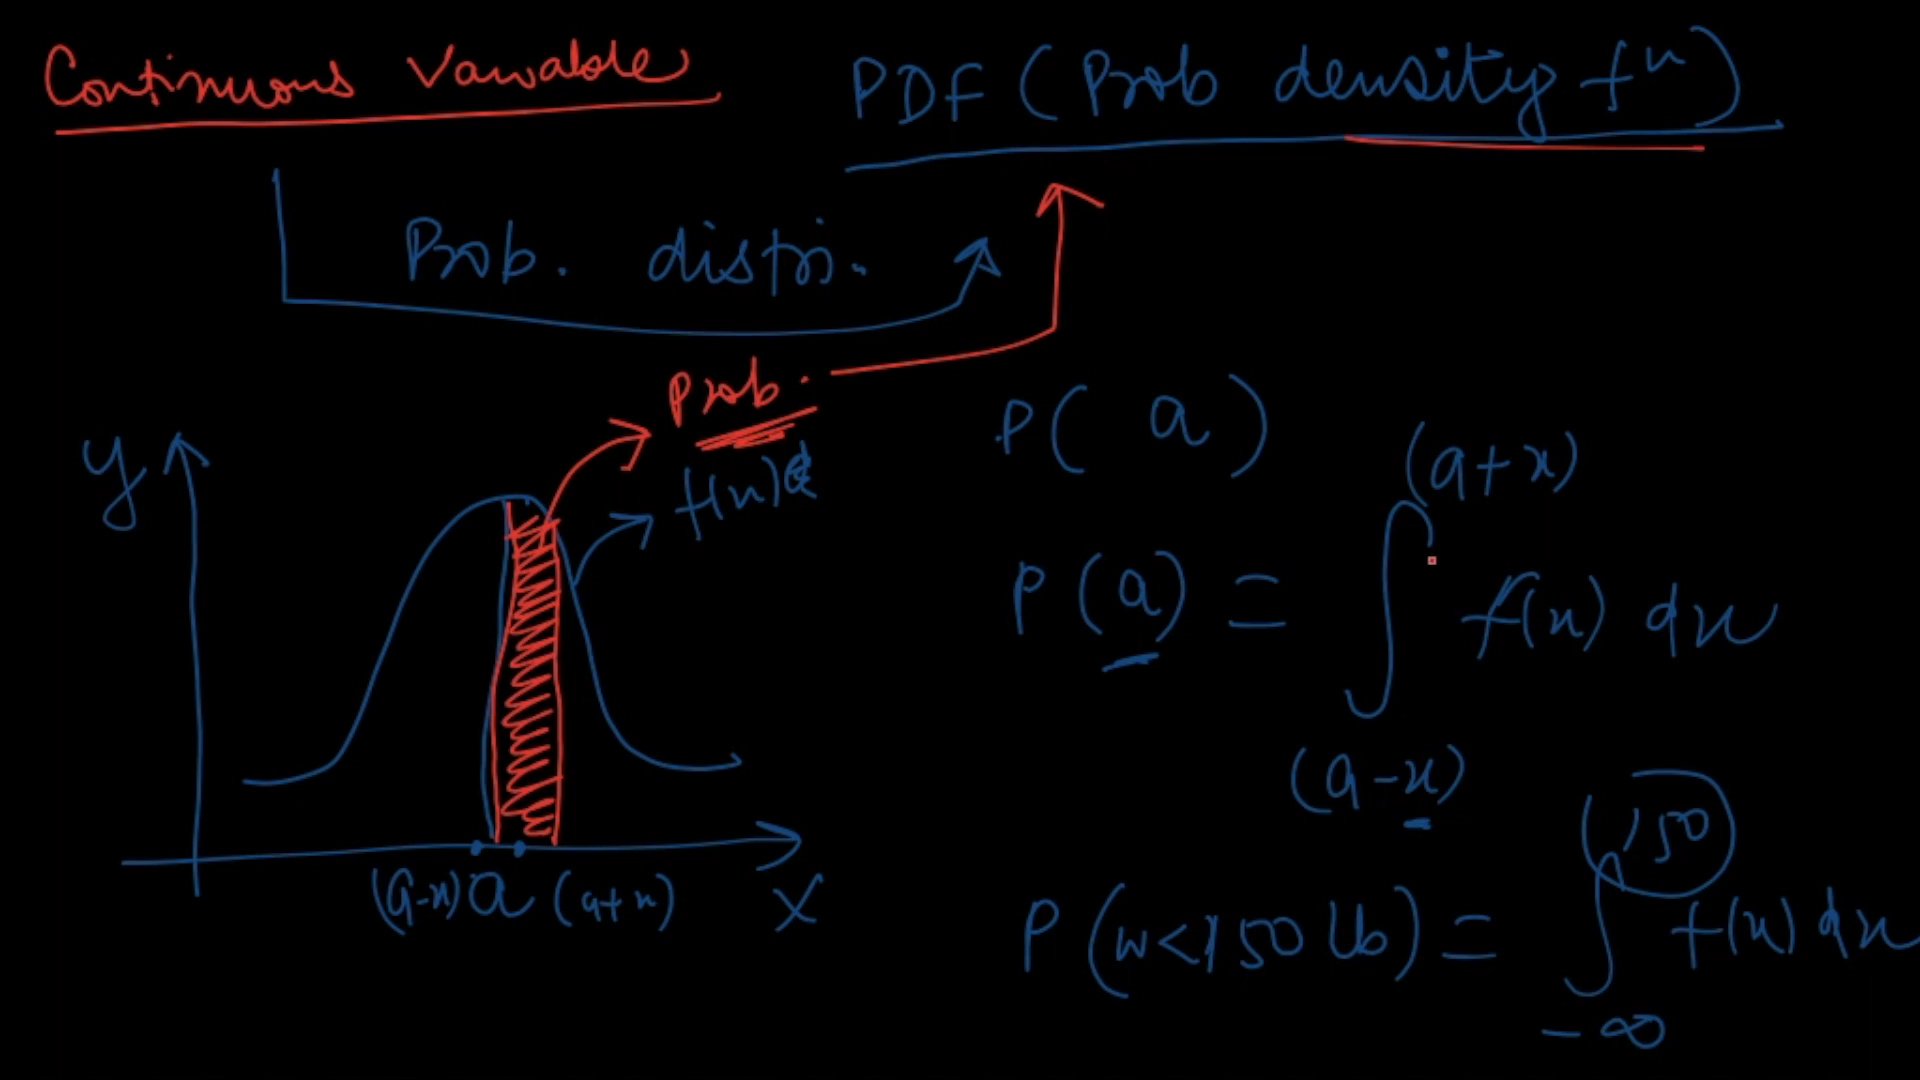 Continuous Variable
PDF (Prob density fⁿ)
Prob. distri.
Prob.
f(x)
y
(a-x) a (a+x)
X
P( a )
(a+x)
P(a) = ∫ f(x) dx
(a-x)
150
P(w<150 lb) = ∫ f(x) dx
-∞